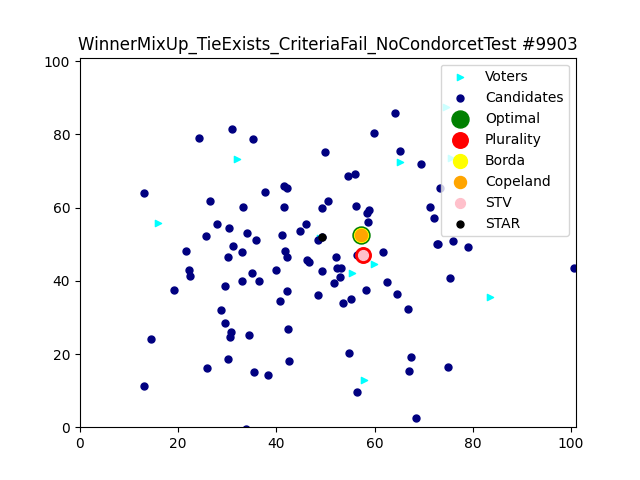 WinnerMixUp_TieExists_CriteriaFail_NoCondorcetTest #9903
100
80
60
40
20
0
0 20 40 60 80 100
Voters
Candidates
Optimal
Plurality
Borda
Copeland
STV
STAR